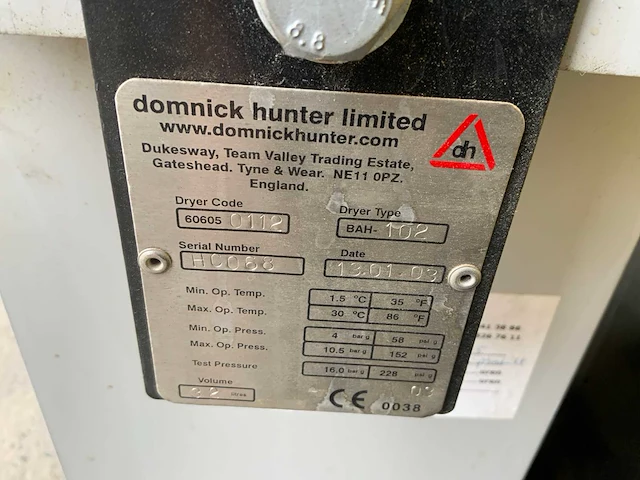 8.8
domnick hunter limited
www.domnickhunter.com
dh
Dukesway, Team Valley Trading Estate,
Gateshead. Tyne & Wear. NE11 0PZ.
England.
Dryer Code Dryer Type
60605 0112 BAH- 102
Serial Number Date
HC068 13.01.03
Min. Op. Temp. 1.5 °C 35 °F
Max. Op. Temp. 30 °C 86 °F
Min. Op. Press. 4 bar g 58
Max. Op. Press. 10.5 bar g 152
Test Pressure 16.0 bar g 228 psi g
Volume litres 03
CE 0038